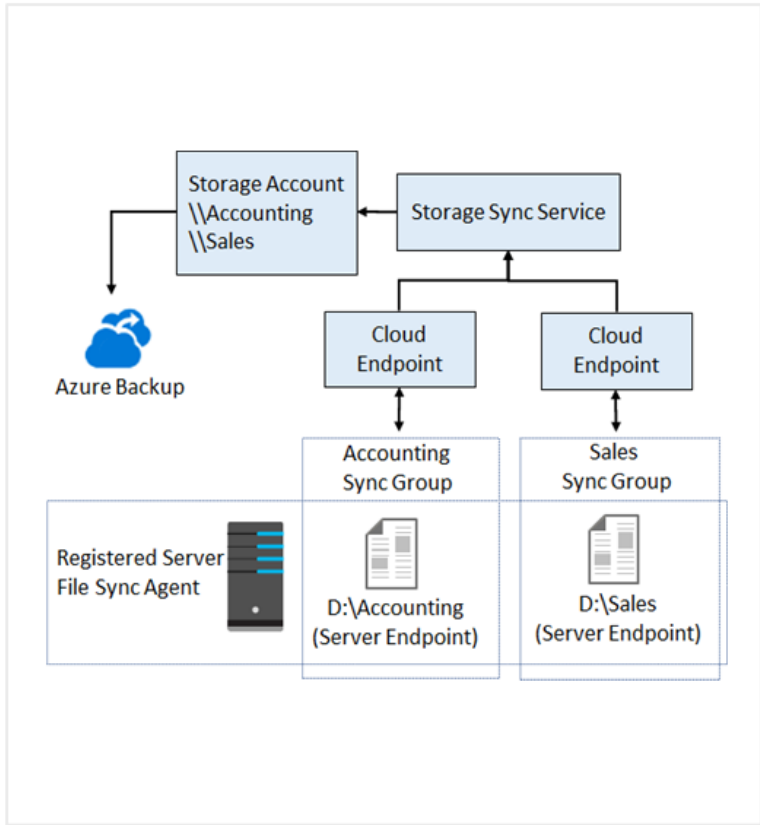 Storage Account
\\Accounting
\\Sales
Storage Sync Service
Cloud
Endpoint
Cloud
Endpoint
Azure Backup
Accounting
Sync Group
Sales
Sync Group
Registered Server
File Sync Agent
D:\Accounting
(Server Endpoint)
D:\Sales
(Server Endpoint)